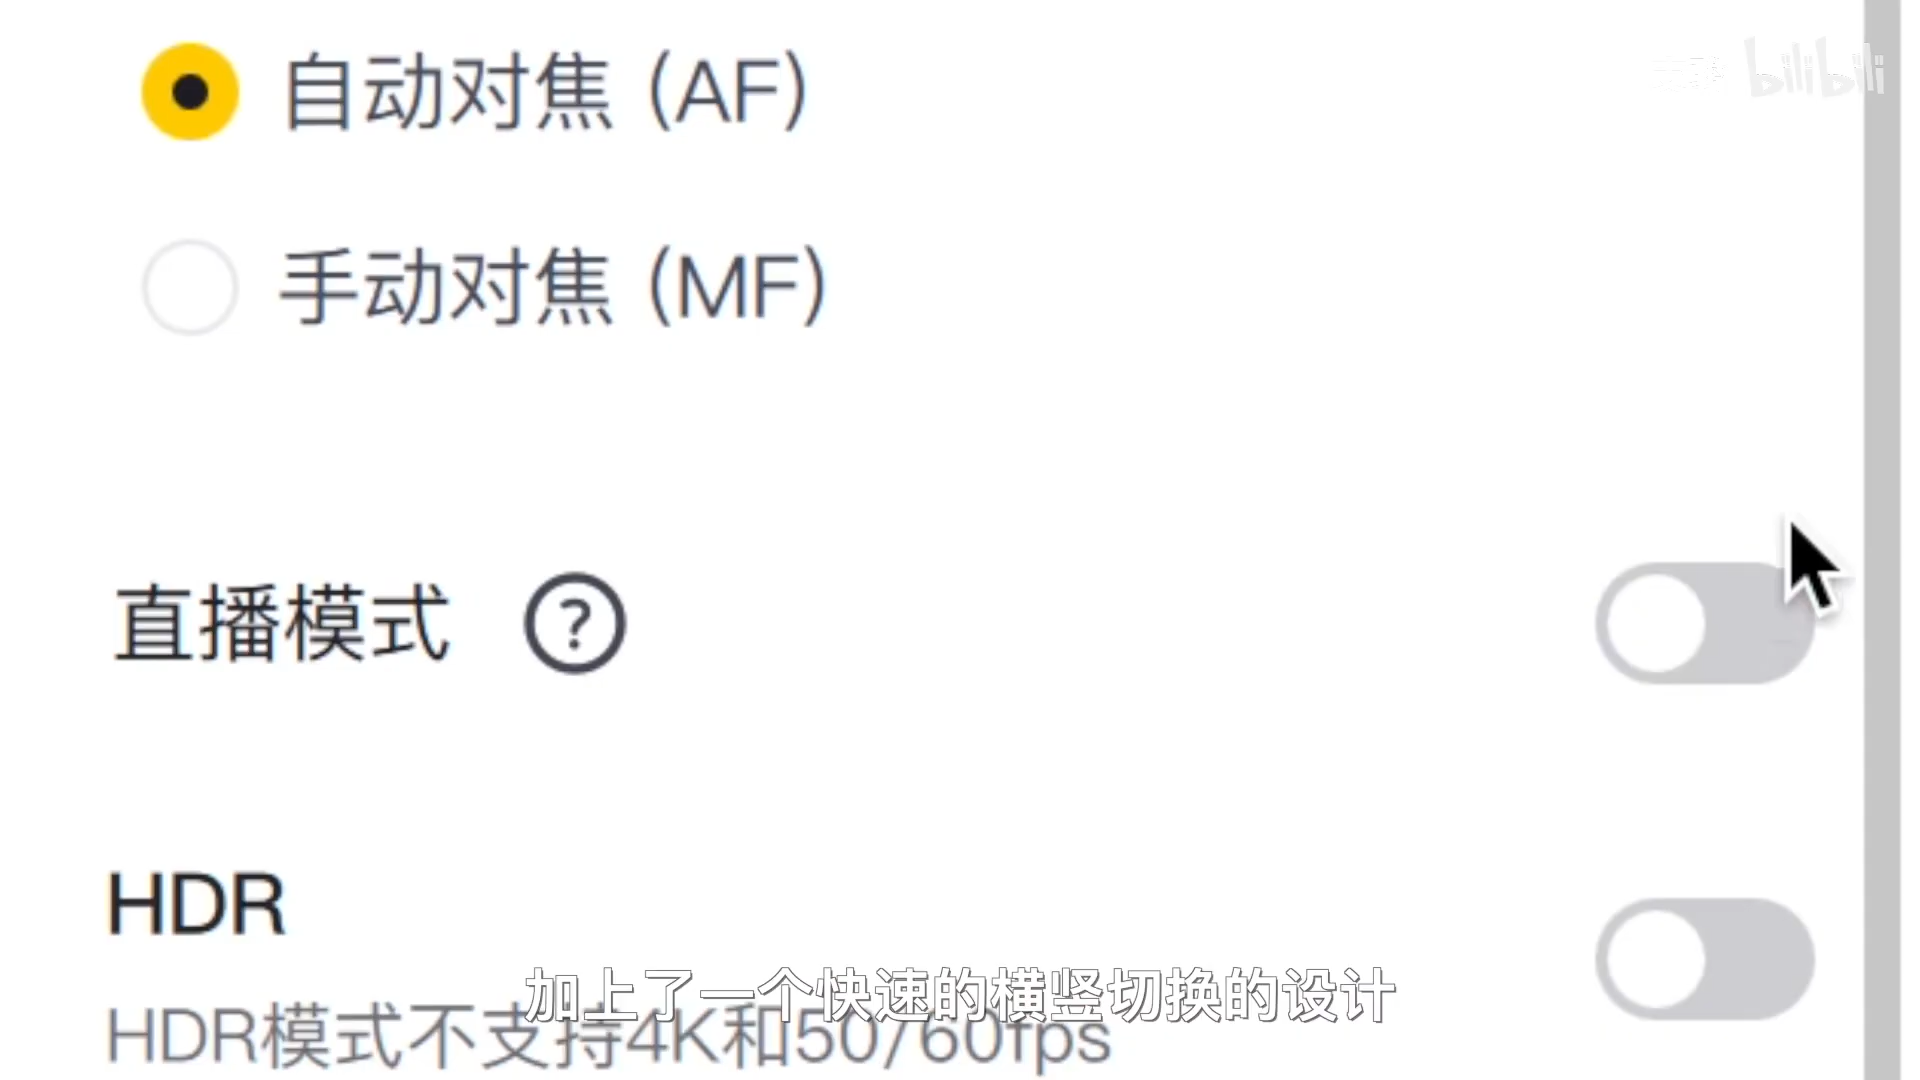 自动对焦 (AF)
手动对焦 (MF)
直播模式 ?
HDR
加上了一个快速的横竖切换的设计
HDR模式不支持4K和50/60fps
bilibili